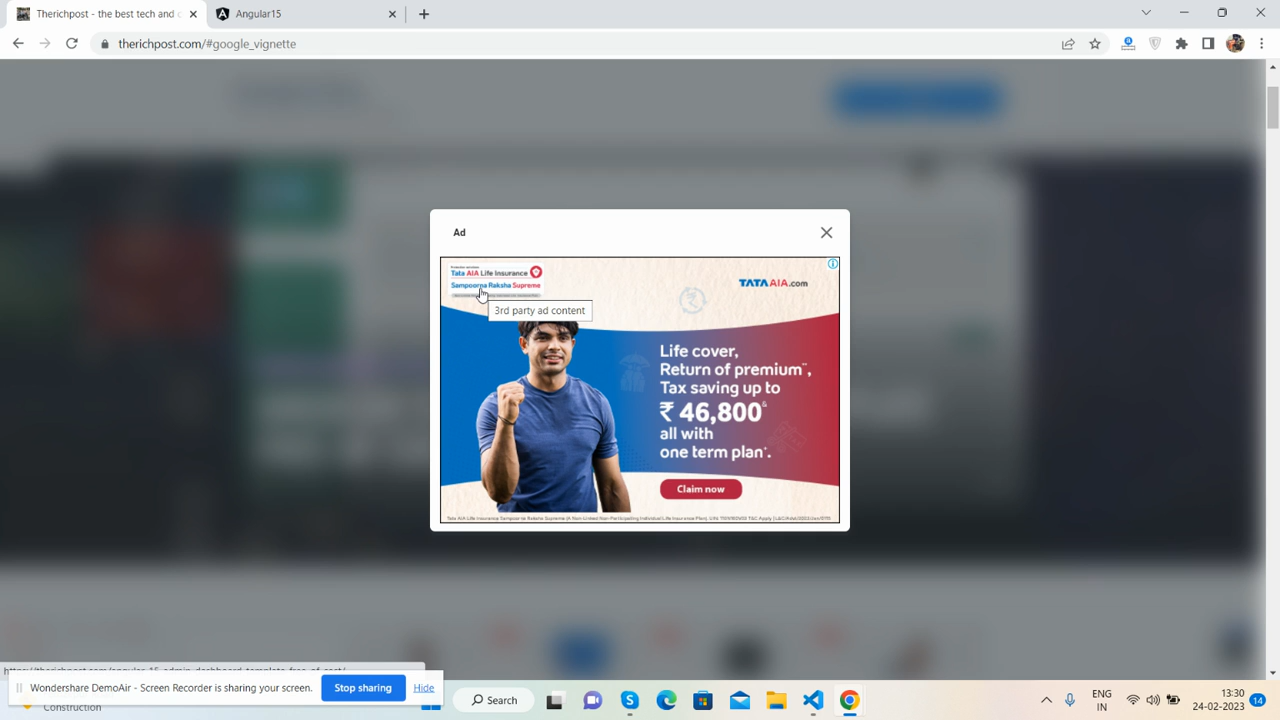 Therichpost - the best tech and c
Angular15
therichpost.com/#google_vignette
Ad
Tata AIA Life Insurance
Sampoorna Raksha Supreme
TATA AIA.com
3rd party ad content
Life cover,
Return of premium~,
Tax saving up to
₹ 46,800&
all with
one term plan*.
Claim now
Wondershare DemoAir - Screen Recorder is sharing your screen.
Stop sharing
Hide
Construction
Search
ENG
IN
13:30
24-02-2023
14